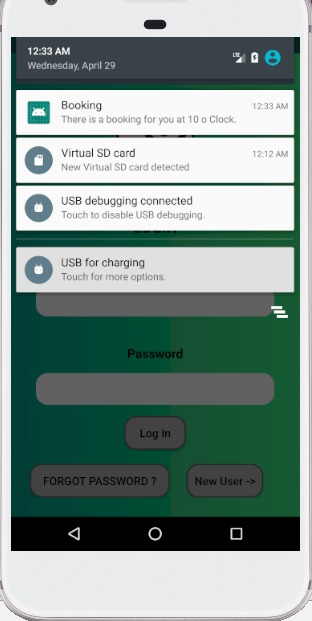 12:33 AM
Wednesday, April 29
LTE
Booking
12:33 AM
There is a booking for you at 10 o Clock.
Virtual SD card
12:12 AM
New Virtual SD card detected
USB debugging connected
Touch to disable USB debugging.
USB for charging
Touch for more options.
Password
Log In
FORGOT PASSWORD ?
New User ->